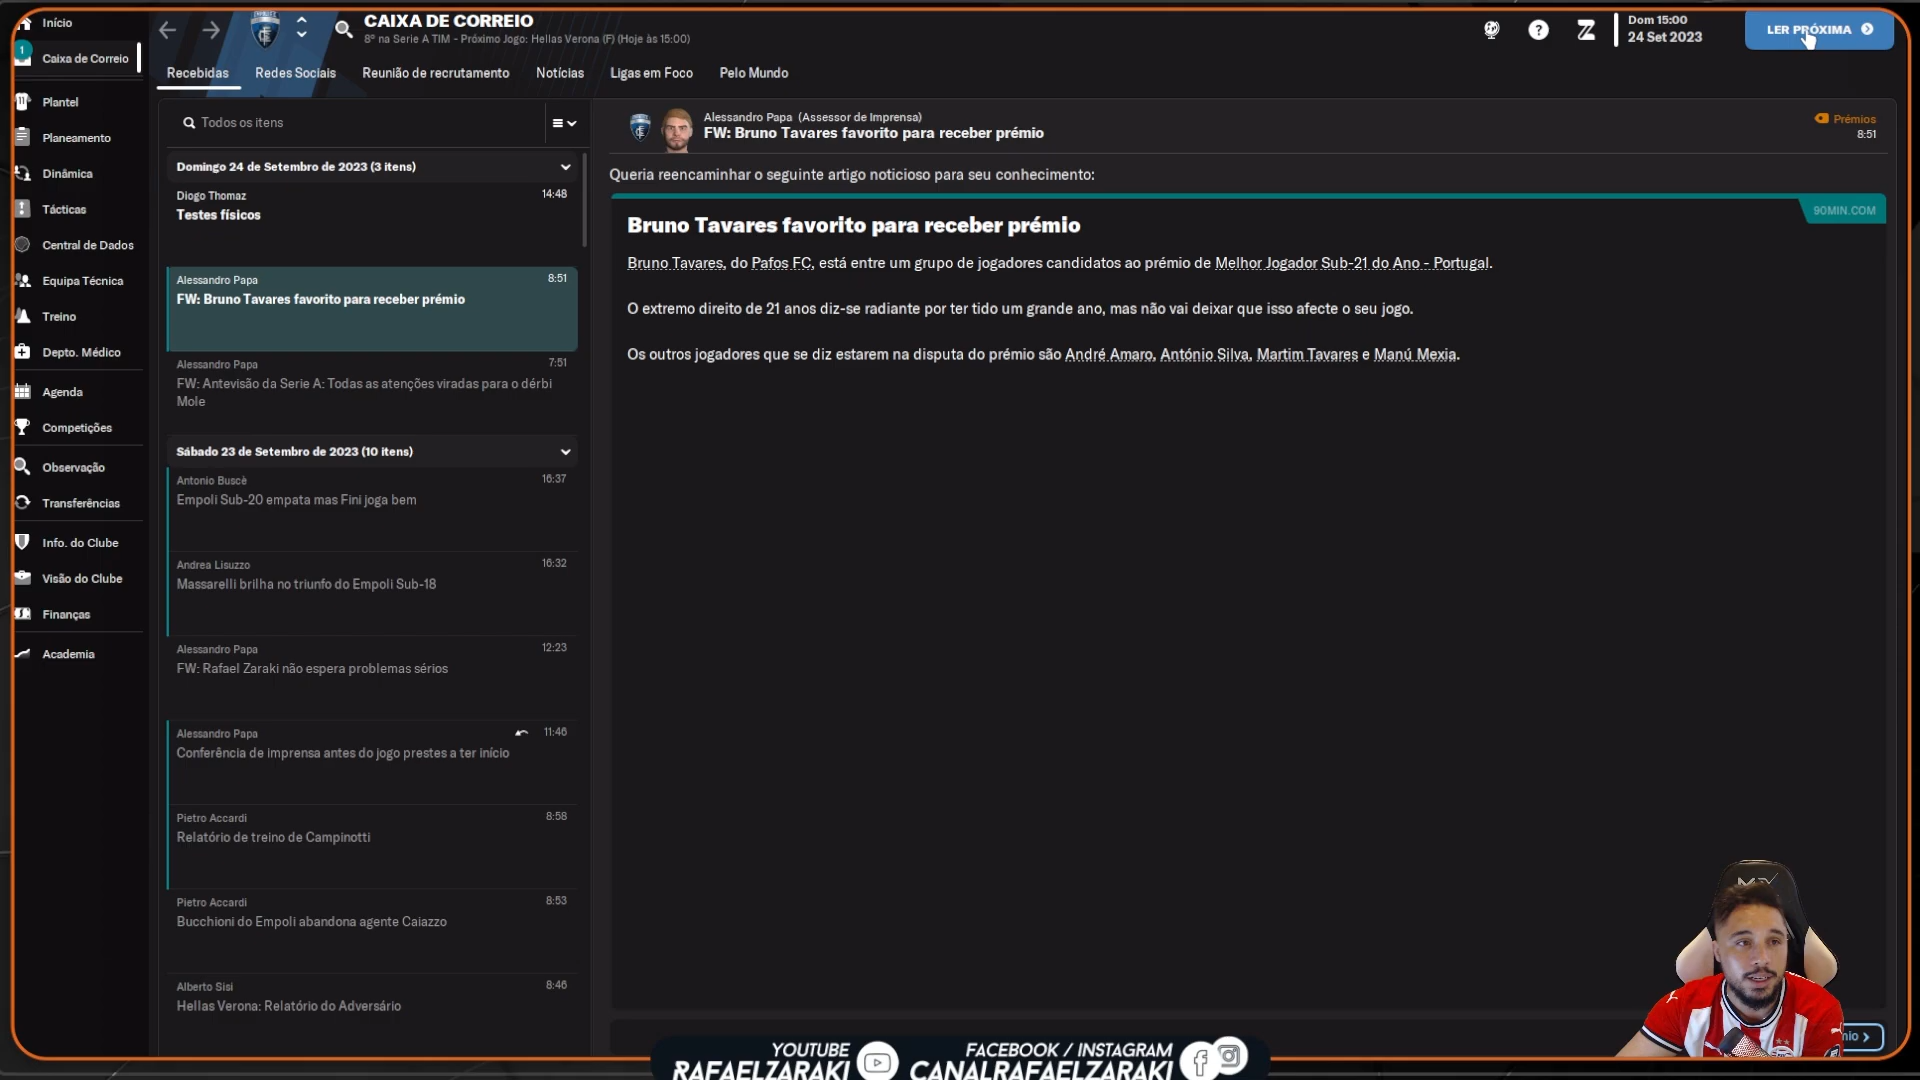 Início
Caixa de Correio
1
Plantel
Planeamento
Dinâmica
Tácticas
Central de Dados
Equipa Técnica
Treino
Depto. Médico
Agenda
Competições
Observação
Transferências
Info. do Clube
Visão do Clube
Finanças
Academia
CAIXA DE CORREIO
8º na Serie A TIM - Próximo Jogo: Hellas Verona (F) (Hoje às 15:00)
Dom 15:00
24 Set 2023
LER PRÓXIMA
Recebidas
Redes Sociais
Reunião de recrutamento
Notícias
Ligas em Foco
Pelo Mundo
Todos os itens
Domingo 24 de Setembro de 2023 (3 itens)
Diogo Thomaz 14:48
Testes físicos
Alessandro Papa 8:51
FW: Bruno Tavares favorito para receber prémio
Alessandro Papa 7:51
FW: Antevisão da Serie A: Todas as atenções viradas para o dérbi
Mole
Sábado 23 de Setembro de 2023 (10 itens)
Antonio Buscè 16:37
Empoli Sub-20 empata mas Fini joga bem
Andrea Lisuzzo 16:32
Massarelli brilha no triunfo do Empoli Sub-18
Alessandro Papa 12:23
FW: Rafael Zaraki não espera problemas sérios
Alessandro Papa 11:46
Conferência de imprensa antes do jogo prestes a ter início
Pietro Accardi 8:58
Relatório de treino de Campinotti
Pietro Accardi 8:53
Bucchioni do Empoli abandona agente Caiazzo
Alberto Sisi 8:46
Hellas Verona: Relatório do Adversário
Alessandro Papa (Assessor de Imprensa)
FW: Bruno Tavares favorito para receber prémio
Prémios
8:51
Queria reencaminhar o seguinte artigo noticioso para seu conhecimento:
90MIN.COM
Bruno Tavares favorito para receber prémio
Bruno Tavares, do Pafos FC, está entre um grupo de jogadores candidatos ao prémio de Melhor Jogador Sub-21 do Ano - Portugal.
O extremo direito de 21 anos diz-se radiante por ter tido um grande ano, mas não vai deixar que isso afecte o seu jogo.
Os outros jogadores que se diz estarem na disputa do prémio são André Amaro, António Silva, Martim Tavares e Manú Mexia.
YOUTUBE
RAFAELZARAKI
FACEBOOK / INSTAGRAM
CANALRAFAELZARAKI